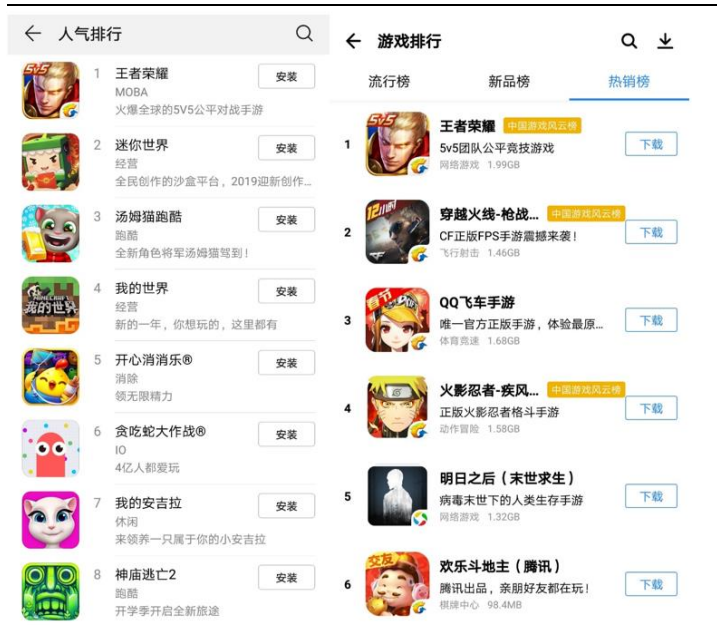 人气排行
1 王者荣耀
安装
MOBA
火爆全球的5V5公平对战手游
2 迷你世界
安装
经营
全民创作的沙盒平台，2019迎新创作...
3 汤姆猫跑酷
安装
跑酷
全新角色将军汤姆猫驾到！
4 我的世界
安装
经营
新的一年，你想玩的，这里都有
5 开心消消乐®
安装
消除
领无限精力
6 贪吃蛇大作战®
安装
IO
4亿人都爱玩
7 我的安吉拉
安装
休闲
来领养一只属于你的小安吉拉
8 神庙逃亡2
安装
跑酷
开学季开启全新旅途
5v5
MINECRAFT
我的世界
游戏排行
流行榜 新品榜 热销榜
5v5
1 王者荣耀 中国游戏风云榜
5v5团队公平竞技游戏
下载
网络游戏 1.99GB
12小时
2 穿越火线-枪战... 中国游戏风云榜
CF正版FPS手游震撼来袭！
下载
飞行射击 1.46GB
春节
3 QQ飞车手游
唯一官方正版手游，体验最原...
下载
体育竞速 1.68GB
4 火影忍者-疾风... 中国游戏风云榜
正版火影忍者格斗手游
下载
动作冒险 1.58GB
5 明日之后（末世求生）
病毒末世下的人类生存手游
下载
网络游戏 1.32GB
交友
6 欢乐斗地主（腾讯）
腾讯出品，亲朋好友都在玩！
下载
棋牌中心 98.4MB